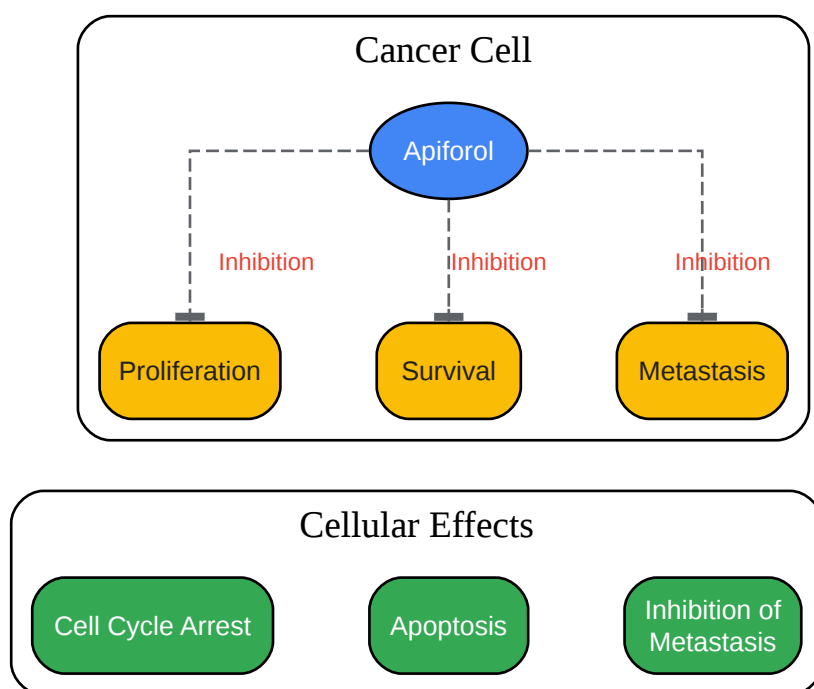 Cancer Cell
Apiforol
Inhibition
Inhibition
Inhibition
Proliferation
Survival
Metastasis
Cellular Effects
Cell Cycle Arrest
Apoptosis
Inhibition of
Metastasis